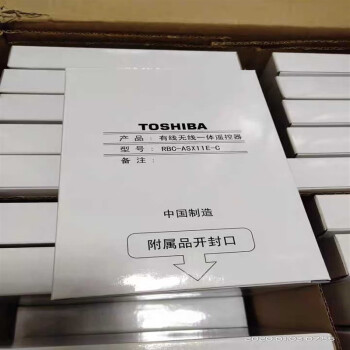 TOSHIBA
产品：有线无线一体遥控器
型号：RBC-ASX11E-C
备注：
中国制造
附属品开封口